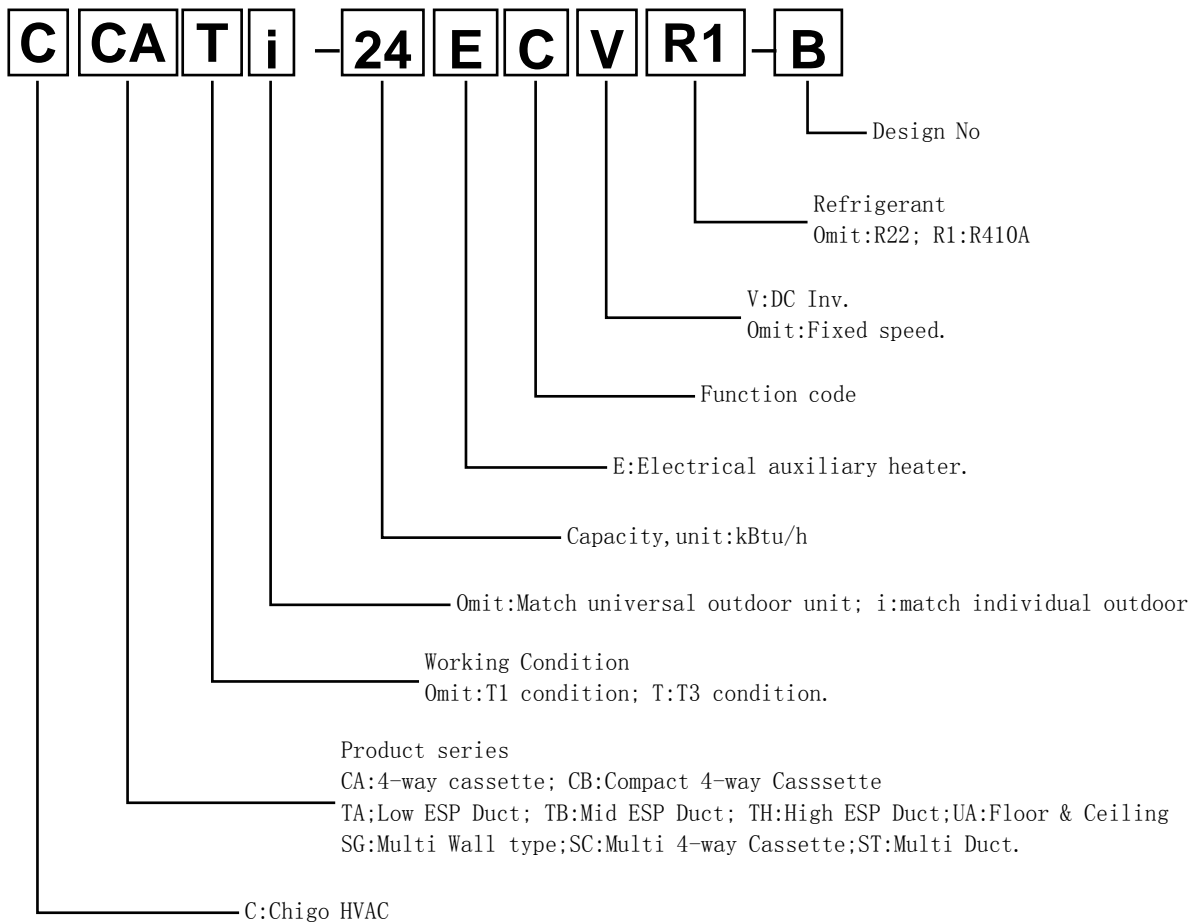 C CA T i -24 E C V R1 -B
Design No
Refrigerant
Omit:R22; R1:R410A
V:DC Inv.
Omit:Fixed speed.
Function code
E:Electrical auxiliary heater.
Capacity,unit:kBtu/h
Omit:Match universal outdoor unit; i:match individual outdoor
Working Condition
Omit:T1 condition; T:T3 condition.
Product series
CA:4-way cassette; CB:Compact 4-way Casssette
TA;Low ESP Duct; TB:Mid ESP Duct; TH:High ESP Duct;UA:Floor & Ceiling
SG:Multi Wall type;SC:Multi 4-way Cassette;ST:Multi Duct.
C:Chigo HVAC